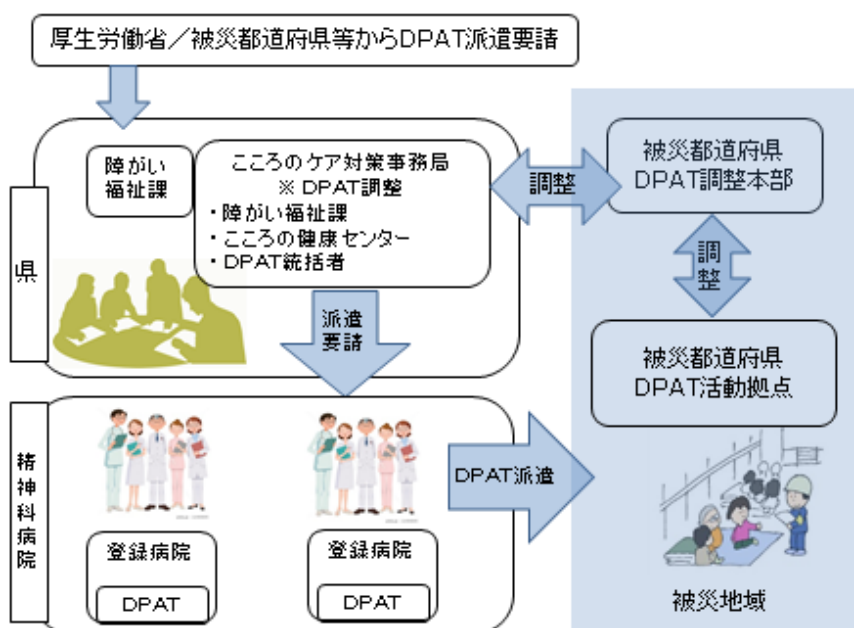 厚生労働省／被災都道府県等からDPAT派遣要請
県
障がい
福祉課
こころのケア対策事務局
※ DPAT調整
・障がい福祉課
・こころの健康センター
・DPAT統括者
調整
被災都道府県
DPAT調整本部
調整
派遣
要請
被災都道府県
DPAT活動拠点
精神科病院
登録病院
DPAT
登録病院
DPAT
DPAT派遣
被災地域